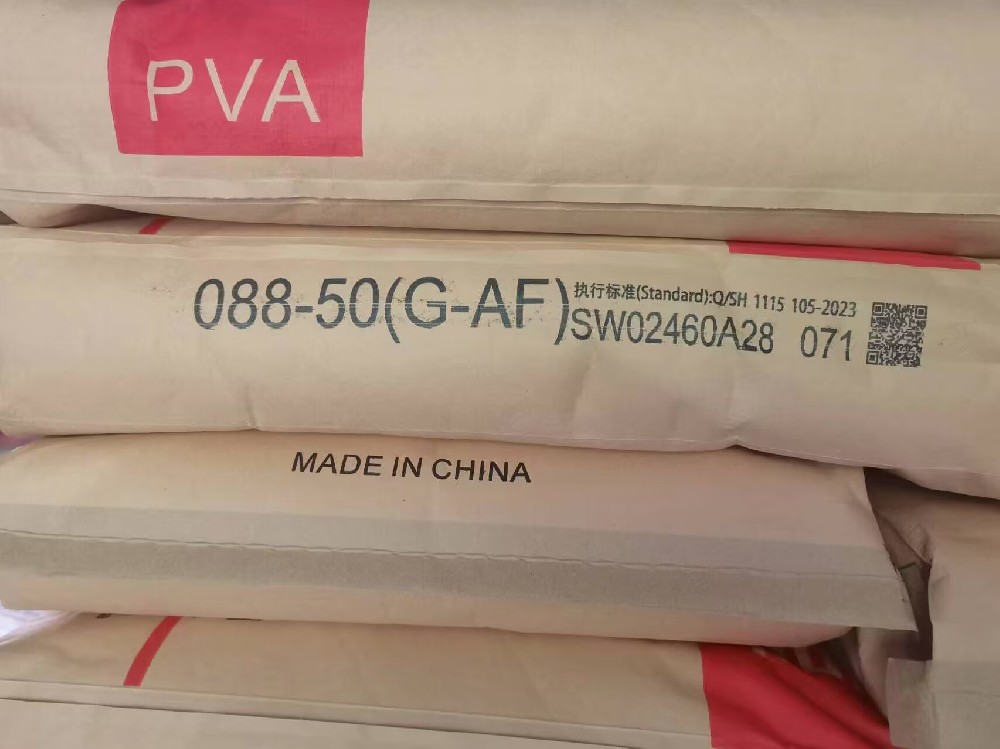 PVA
088-50(G-AF)
执行标准(Standard):Q/SH 1115 105-2023
SW02460A28 071
MADE IN CHINA